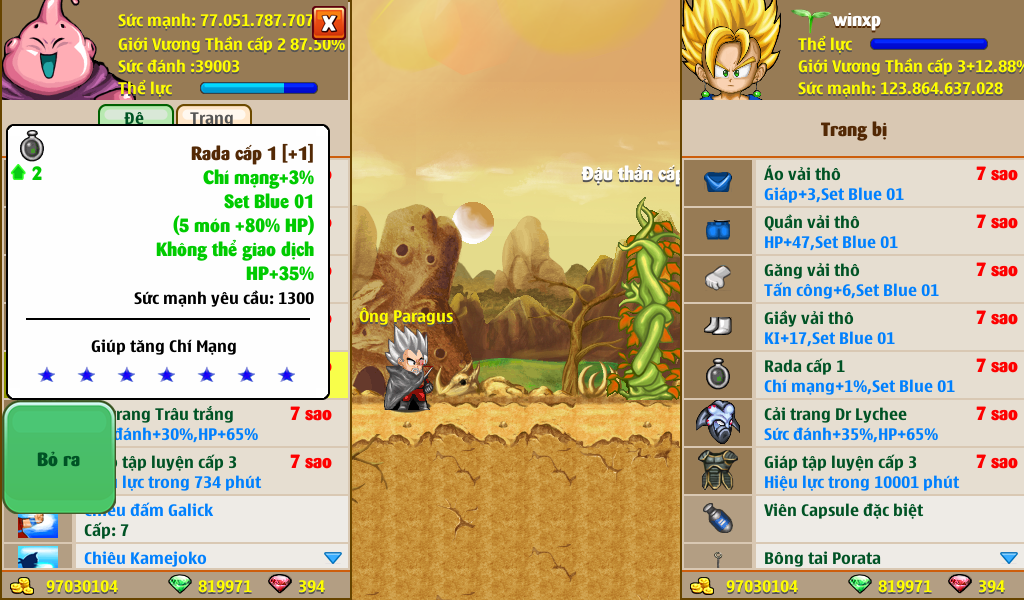 Sức mạnh: 77.051.787.707
X
Giới Vương Thần cấp 2 87.50%
Sức đánh :39003
Thể lực
Đệ
Trang
2
Rada cấp 1 [+1]
Chí mạng+3%
Set Blue 01
(5 món +80% HP)
Không thể giao dịch
HP+35%
Sức mạnh yêu cầu: 1300
Giúp tăng Chí Mạng
Bỏ ra
trang Trâu trắng
7 sao
đánh+30%,HP+65%
tập luyện cấp 3
7 sao
lực trong 734 phút
Chiêu đấm Galick
Cấp: 7
Chiêu Kamejoko
97030104
819971
394
Đậu thần cấp
Ông Paragus
winxp
Thể lực
Giới Vương Thần cấp 3+12.88%
Sức mạnh: 123.864.637.028
Trang bị
Áo vải thô
7 sao
Giáp+3,Set Blue 01
Quần vải thô
7 sao
HP+47,Set Blue 01
Găng vải thô
7 sao
Tấn công+6,Set Blue 01
Giầy vải thô
7 sao
KI+17,Set Blue 01
Rada cấp 1
7 sao
Chí mạng+1%,Set Blue 01
Cải trang Dr Lychee
7 sao
Sức đánh+35%,HP+65%
Giáp tập luyện cấp 3
7 sao
Hiệu lực trong 10001 phút
Viên Capsule đặc biệt
Bông tai Porata
97030104
819971
394